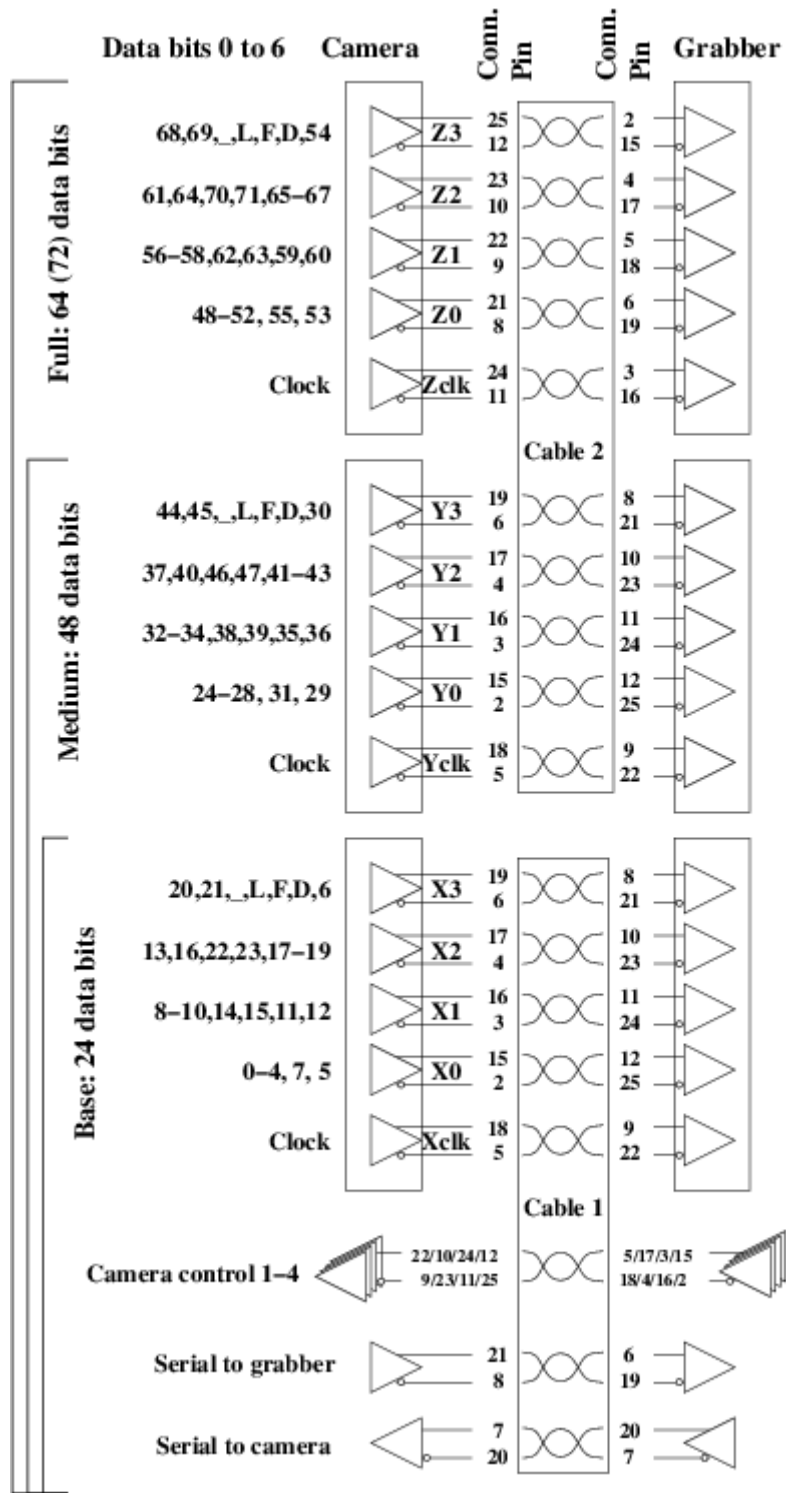 Data bits 0 to 6 Camera Conn. Pin Conn. Pin Grabber
Full: 64 (72) data bits
68,69,_,L,F,D,54 Z3 25 2
12 15
61,64,70,71,65–67 Z2 23 4
10 17
56–58,62,63,59,60 Z1 22 5
9 18
48–52, 55, 53 Z0 21 6
8 19
Clock Zclk 24 3
11 16
Cable 2
Medium: 48 data bits
44,45,_,L,F,D,30 Y3 19 8
6 21
37,40,46,47,41–43 Y2 17 10
4 23
32–34,38,39,35,36 Y1 16 11
3 24
24–28, 31, 29 Y0 15 12
2 25
Clock Yclk 18 9
5 22
Base: 24 data bits
20,21,_,L,F,D,6 X3 19 8
6 21
13,16,22,23,17–19 X2 17 10
4 23
8–10,14,15,11,12 X1 16 11
3 24
0–4, 7, 5 X0 15 12
2 25
Clock Xclk 18 9
5 22
Cable 1
Camera control 1–4 22/10/24/12 5/17/3/15
9/23/11/25 18/4/16/2
Serial to grabber 21 6
8 19
Serial to camera 7 20
20 7